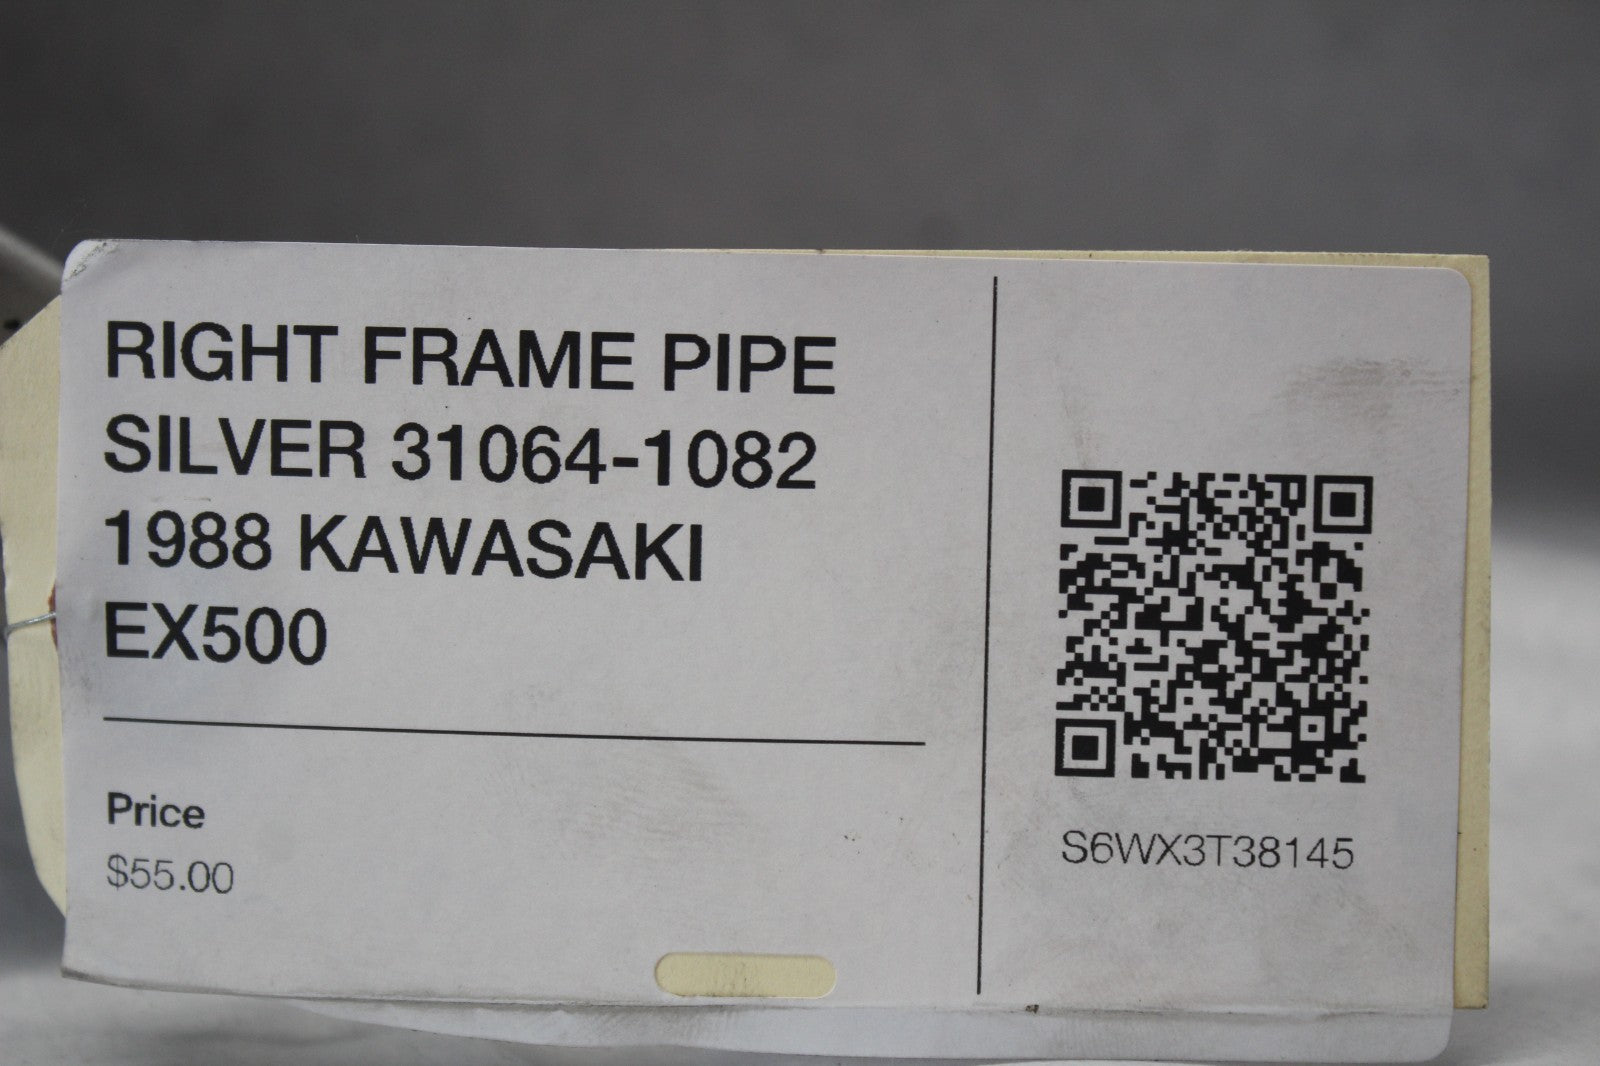 RIGHT FRAME PIPE
SILVER 31064-1082
1988 KAWASAKI
EX500
Price
$55.00
S6WX3T38145